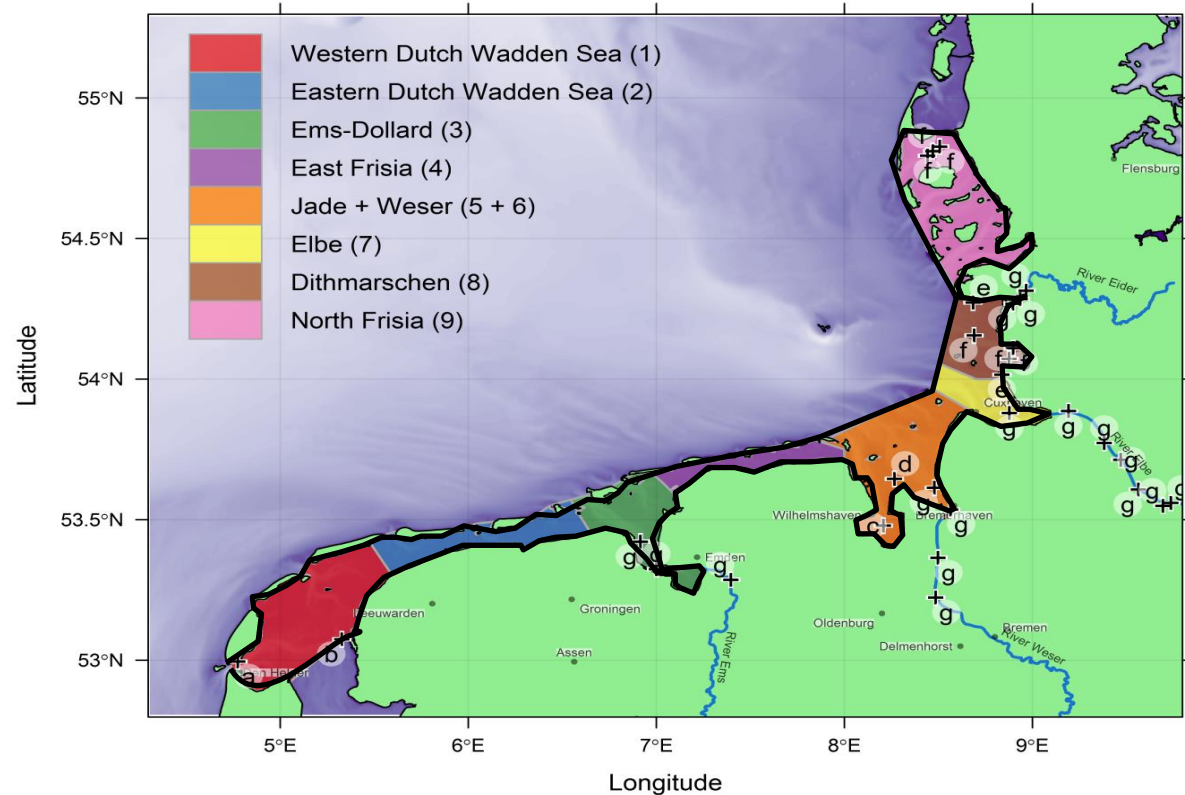 Western Dutch Wadden Sea (1)
Eastern Dutch Wadden Sea (2)
Ems-Dollard (3)
East Frisia (4)
Jade + Weser (5 + 6)
Elbe (7)
Dithmarschen (8)
North Frisia (9)
55°N
54.5°N
54°N
53.5°N
53°N
Latitude
5°E
6°E
7°E
8°E
9°E
Longitude
Flensburg
f
f
f
River Eider
e
g
g
g
f
f
e
Cuxhaven
g
g
g
River Elbe
g
g
g
g
d
Wilhelmshaven
c
g
Bremerhaven
g
g
g
Emden
g
g
g
Groningen
Leeuwarden
Assen
Oldenburg
Delmenhorst
Bremen
River Weser
River Ems
a
b